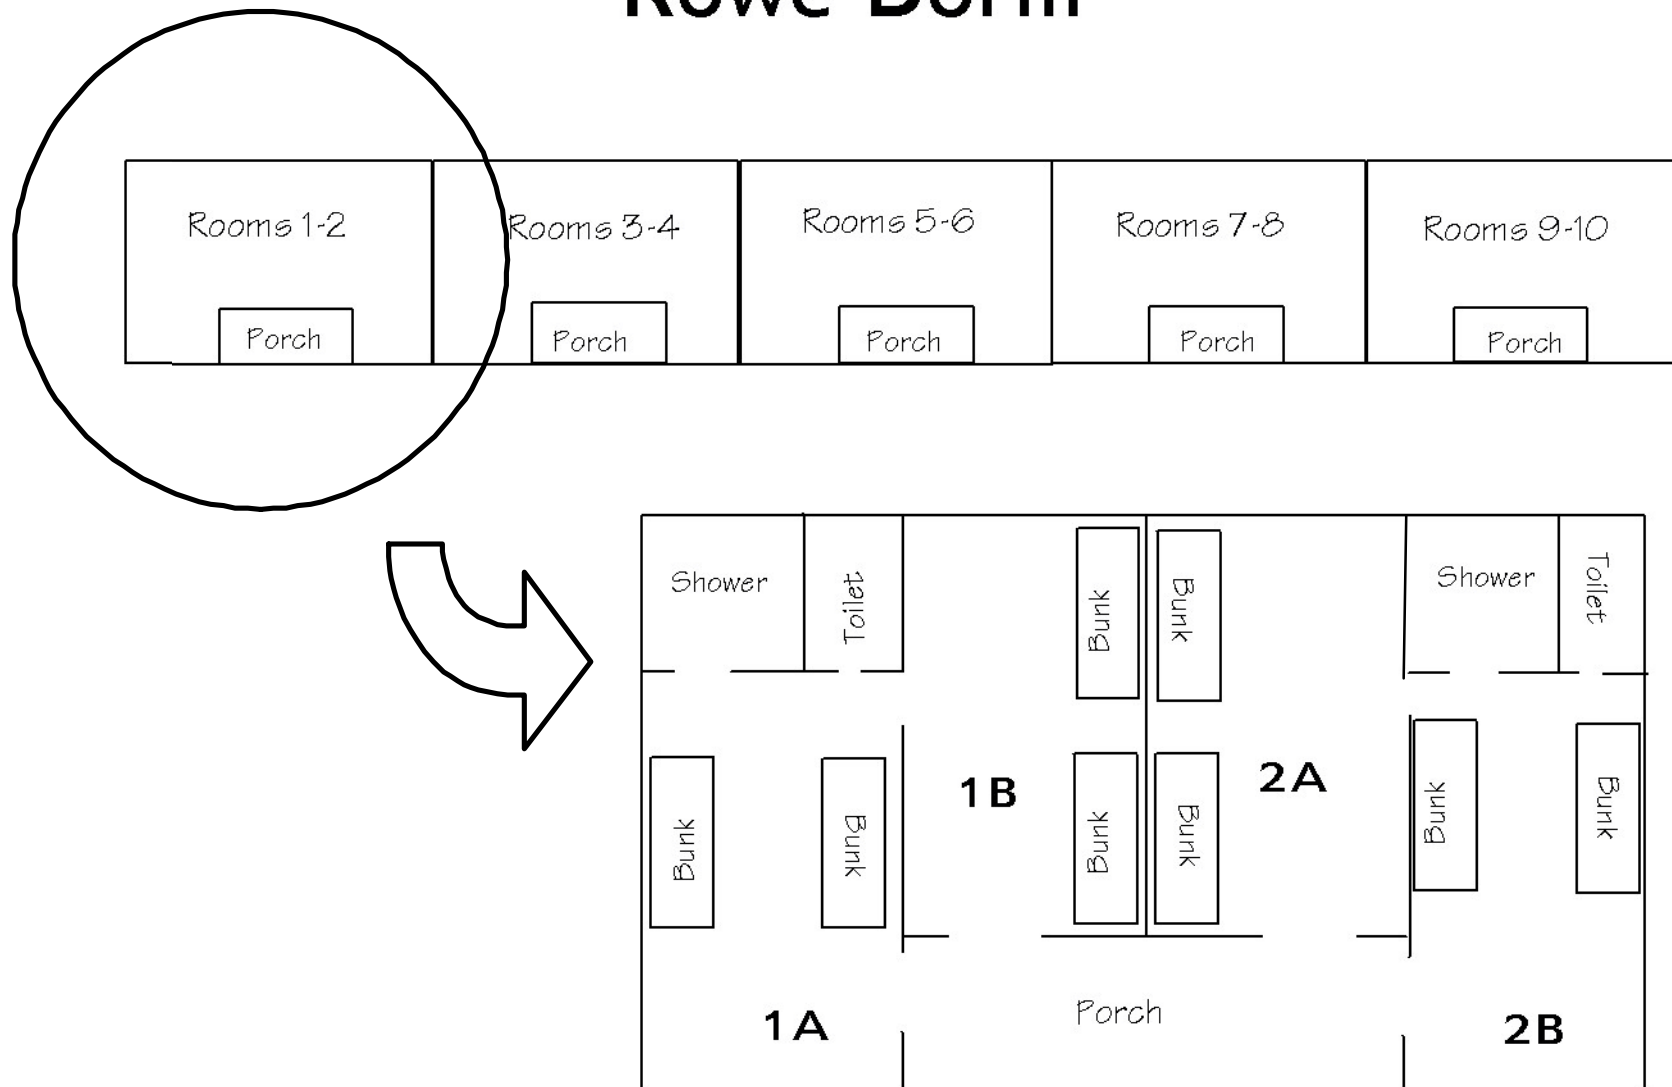 Rowe Dorm
Rooms 1-2
Rooms 3-4
Rooms 5-6
Rooms 7-8
Rooms 9-10
Porch
Porch
Porch
Porch
Porch
Shower
Toilet
Bunk
Bunk
Shower
Toilet
Bunk
Bunk
1B
Bunk
Bunk
2A
Bunk
Bunk
1A
Porch
2B